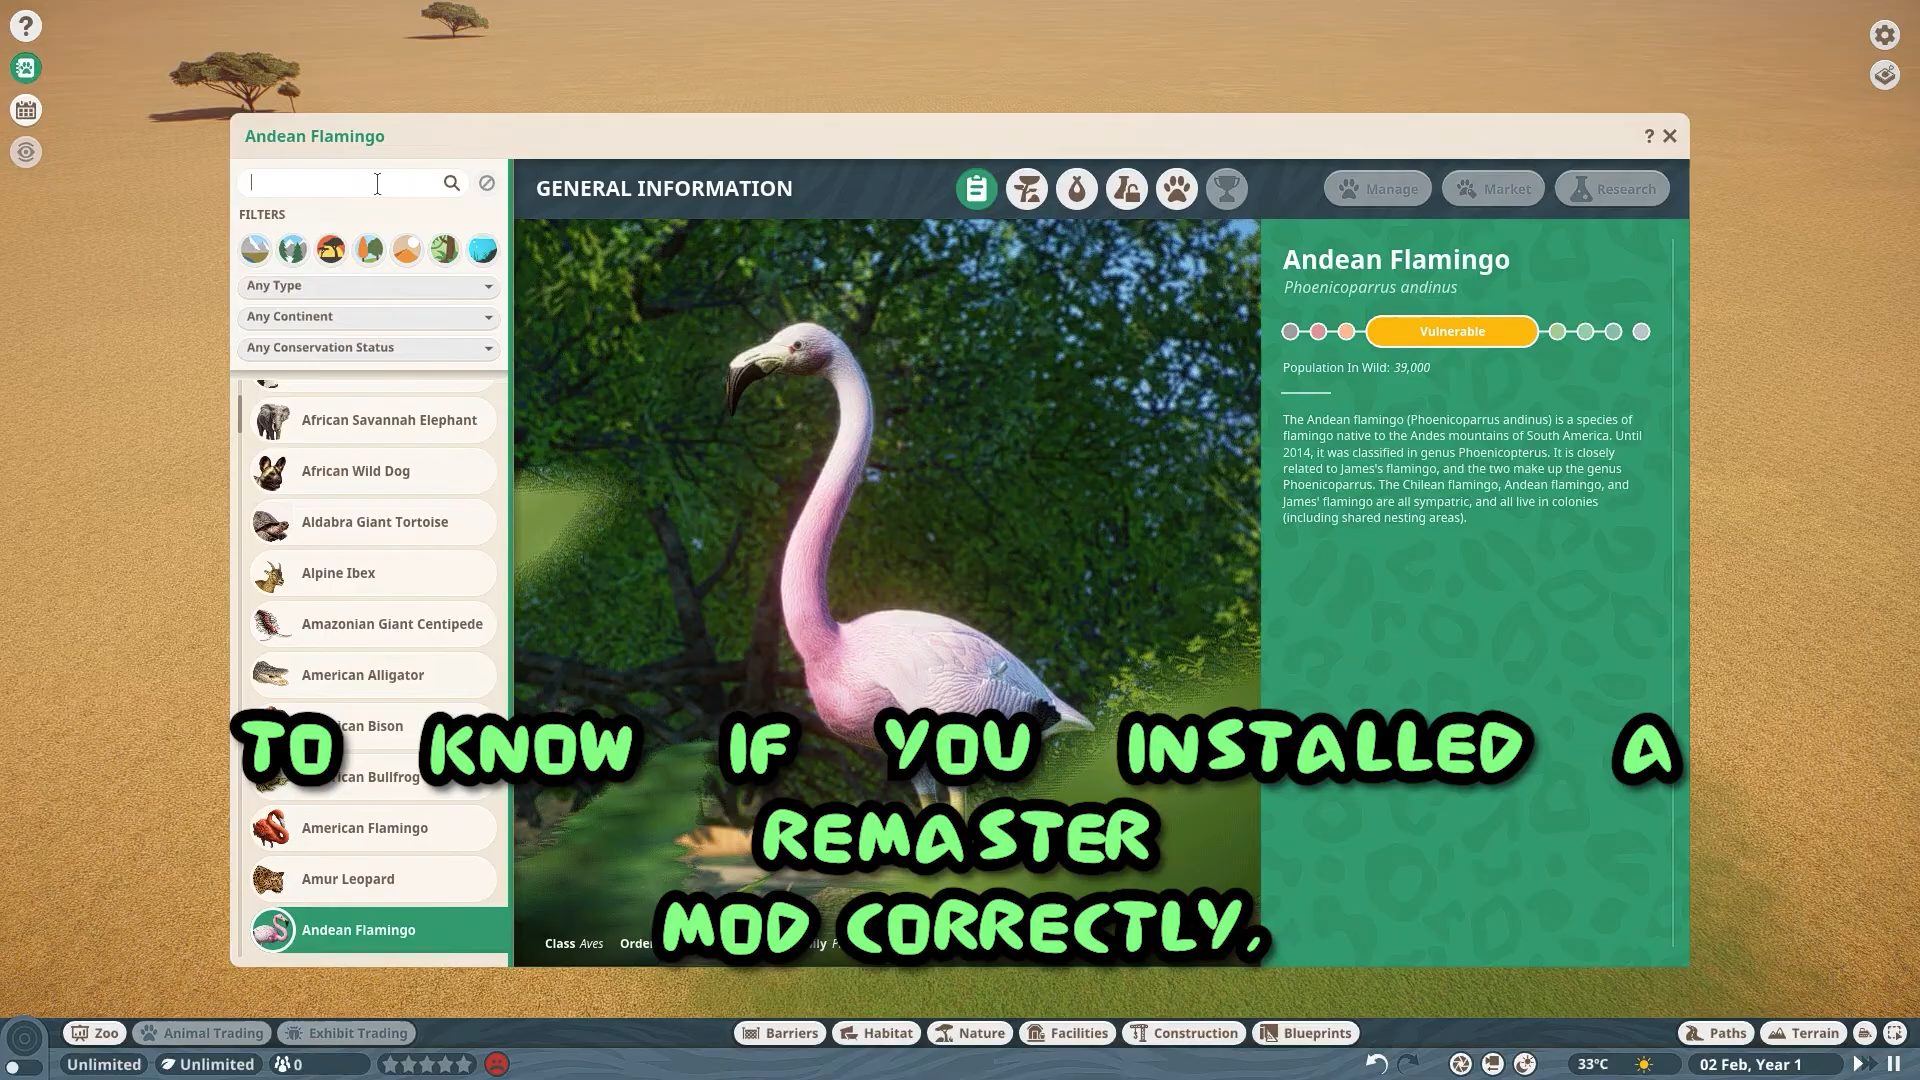 Andean Flamingo
?
FILTERS
Any Type
Any Continent
Any Conservation Status
African Savannah Elephant
African Wild Dog
Aldabra Giant Tortoise
Alpine Ibex
Amazonian Giant Centipede
American Alligator
Bison
American Flamingo
Amur Leopard
Andean Flamingo
GENERAL INFORMATION
Manage
Market
Research
Andean Flamingo
Phoenicoparrus andinus
Vulnerable
Population In Wild: 39,000
The Andean flamingo (Phoenicoparrus andinus) is a species of
flamingo native to the Andes mountains of South America. Until
2014, it was classified in genus Phoenicopterus. It is closely
related to James's flamingo, and the two make up the genus
Phoenicoparrus. The Chilean flamingo, Andean flamingo, and
James' flamingo are all sympatric, and all live in colonies
(including shared nesting areas).
TO KNOW IF YOU INSTALLED A
REMASTER
MOD CORRECTLY,
Class Aves
Zoo
Animal Trading
Exhibit Trading
Barriers
Habitat
Nature
Facilities
Construction
Blueprints
Paths
Terrain
Unlimited
Unlimited
0
33°C
02 Feb, Year 1